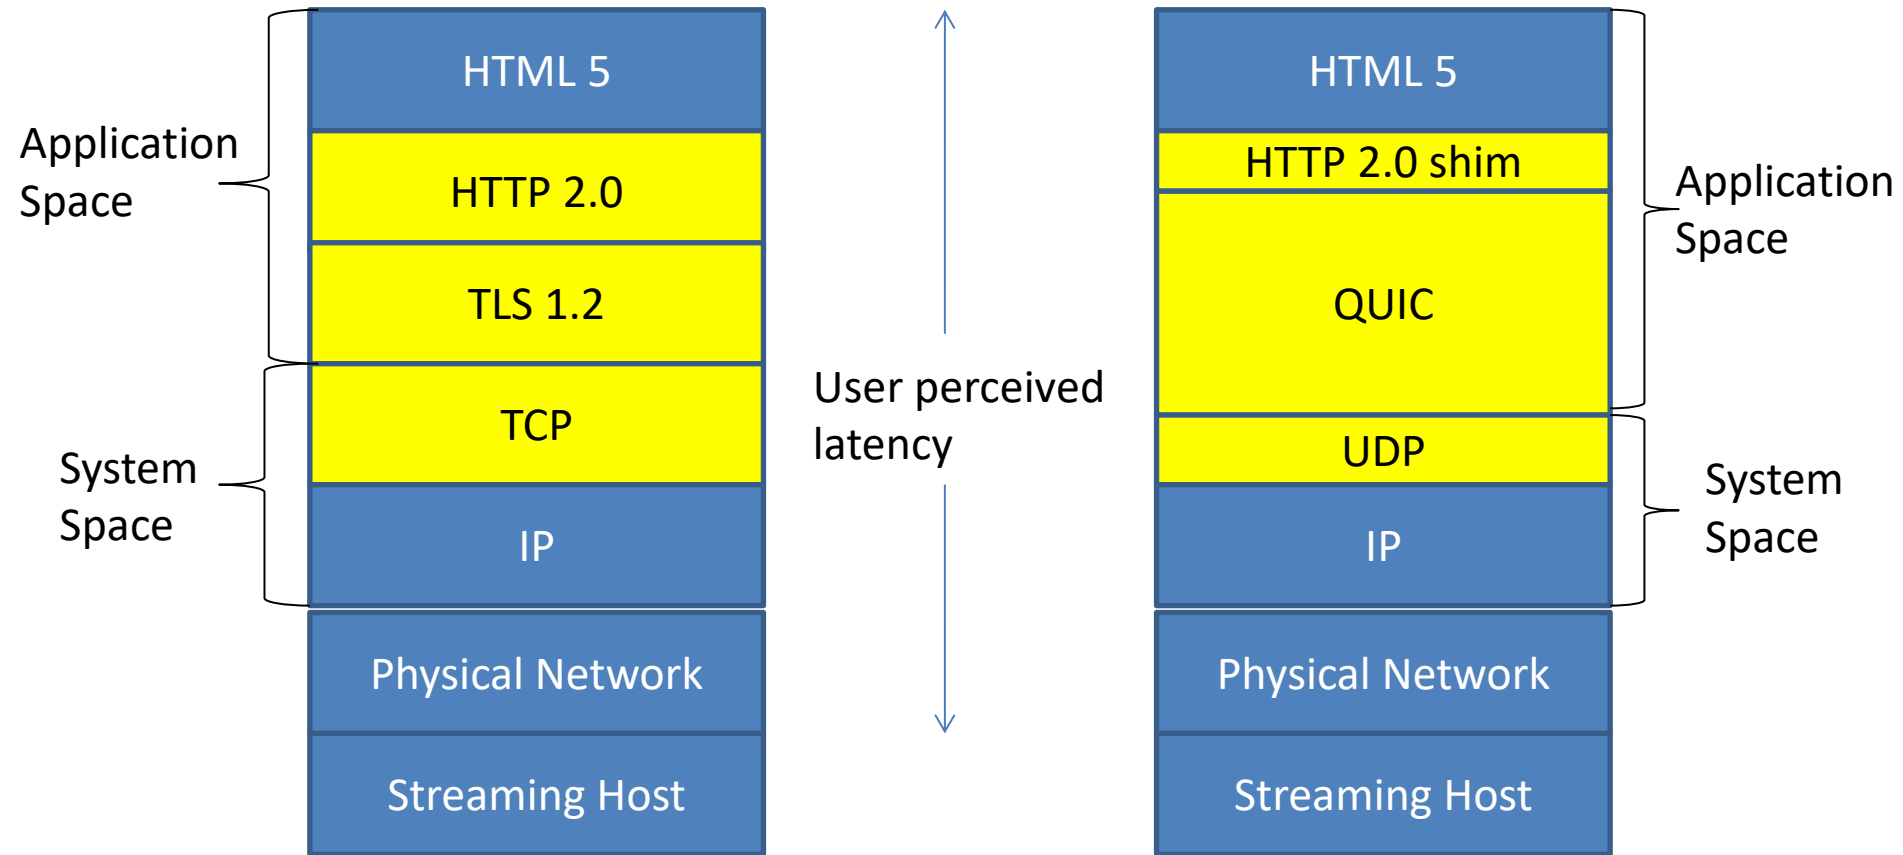 Application
Space
System
Space
HTML 5
HTTP 2.0
TLS 1.2
TCP
IP
Physical Network
Streaming Host
User perceived
latency
HTML 5
HTTP 2.0 shim
QUIC
UDP
IP
Physical Network
Streaming Host
Application
Space
System
Space